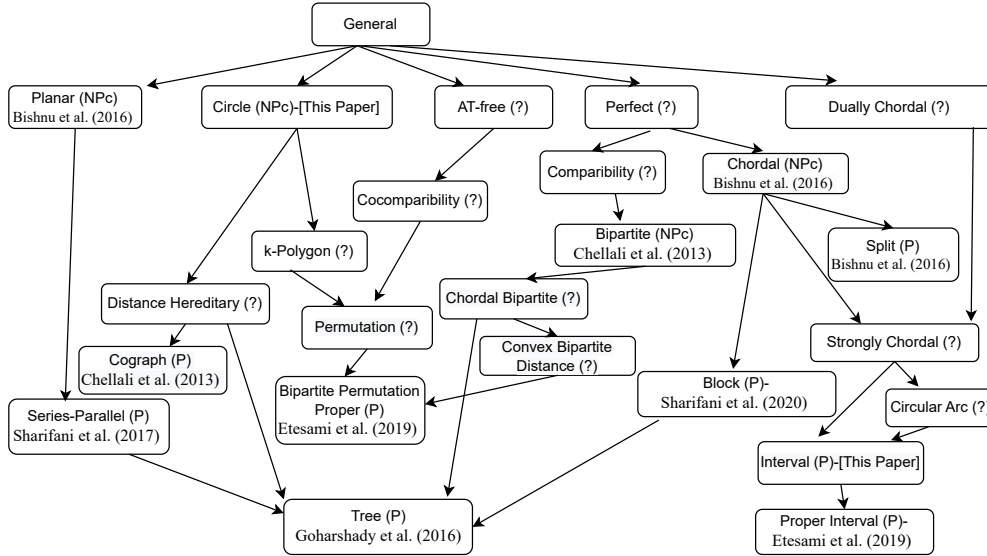 General
Planar (NPc)
Bishnu et al. (2016)
Circle (NPc)-[This Paper]
AT-free (?)
Perfect (?)
Dually Chordal (?)
Comparibility (?)
Chordal (NPc)
Bishnu et al. (2016)
Cocomparibility (?)
k-Polygon (?)
Bipartite (NPc)
Chellali et al. (2013)
Split (P)
Bishnu et al. (2016)
Distance Hereditary (?)
Chordal Bipartite (?)
Permutation (?)
Strongly Chordal (?)
Cograph (P)
Chellali et al. (2013)
Convex Bipartite
Distance (?)
Bipartite Permutation
Proper (P)
Etesami et al. (2019)
Block (P)-
Sharifani et al. (2020)
Circular Arc (?)
Series-Parallel (P)
Sharifani et al. (2017)
Interval (P)-[This Paper]
Tree (P)
Goharshady et al. (2016)
Proper Interval (P)-
Etesami et al. (2019)